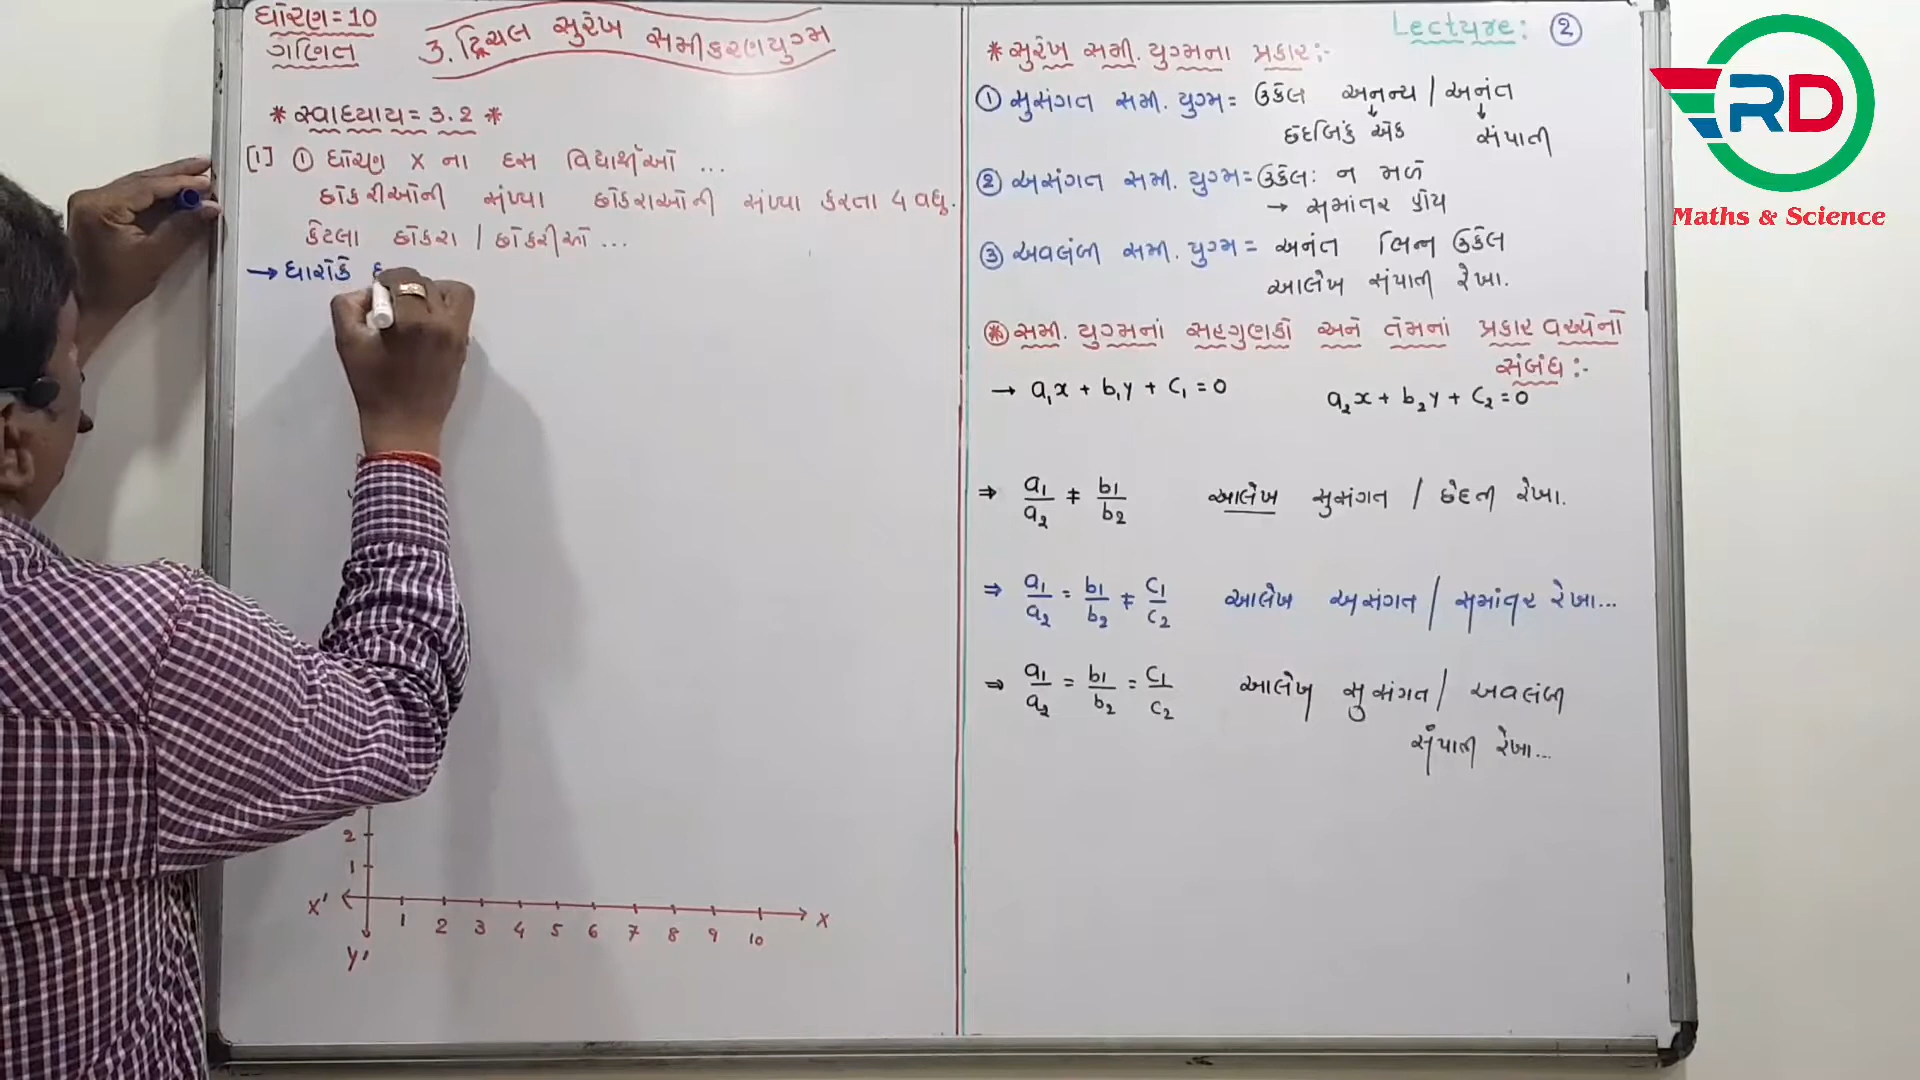 ધોરણ=10
ગણિત
3. દ્વિચલ સુરેખ સમીકરણયુગ્મ
* સ્વાધ્યાય = 3.2 *
[1] ① ધોરણ X ના દસ વિદ્યાર્થીઓ ...
છોકરીઓની સંખ્યા છોકરાઓની સંખ્યા કરતા 4 વધુ.
કેટલા છોકરા / છોકરીઓ ...
→ ધારોકે
2
1
X' 1 2 3 4 5 6 7 8 9 10 X
Y'
Lecture: ②
* સુરેખ સમી. યુગ્મના પ્રકાર:-
① સુસંગત સમી. યુગ્મ = ઉકેલ અનન્ય / અનંત
↓ ↓
છેદબિંદુ એક સંપાતી
② અસંગત સમી. યુગ્મ = ઉકેલ: ન મળે
→ સમાંતર હોય
③ અવલંબી સમી. યુગ્મ = અનંત ભિન્ન ઉકેલ
આલેખ સંપાતી રેખા.
* સમી. યુગ્મનાં સહગુણકો અને તેમનાં પ્રકાર વચ્ચેનો
સંબંધ:-
→ a₁x + b₁y + c₁ = 0 a₂x + b₂y + c₂ = 0
⇒ a₁/a₂ ≠ b₁/b₂ આલેખ સુસંગત / છેદતી રેખા.
⇒ a₁/a₂ = b₁/b₂ ≠ c₁/c₂ આલેખ અસંગત / સમાંતર રેખા...
⇒ a₁/a₂ = b₁/b₂ = c₁/c₂ આલેખ સુસંગત / અવલંબી
સંપાતી રેખા...
RD
Maths & Science